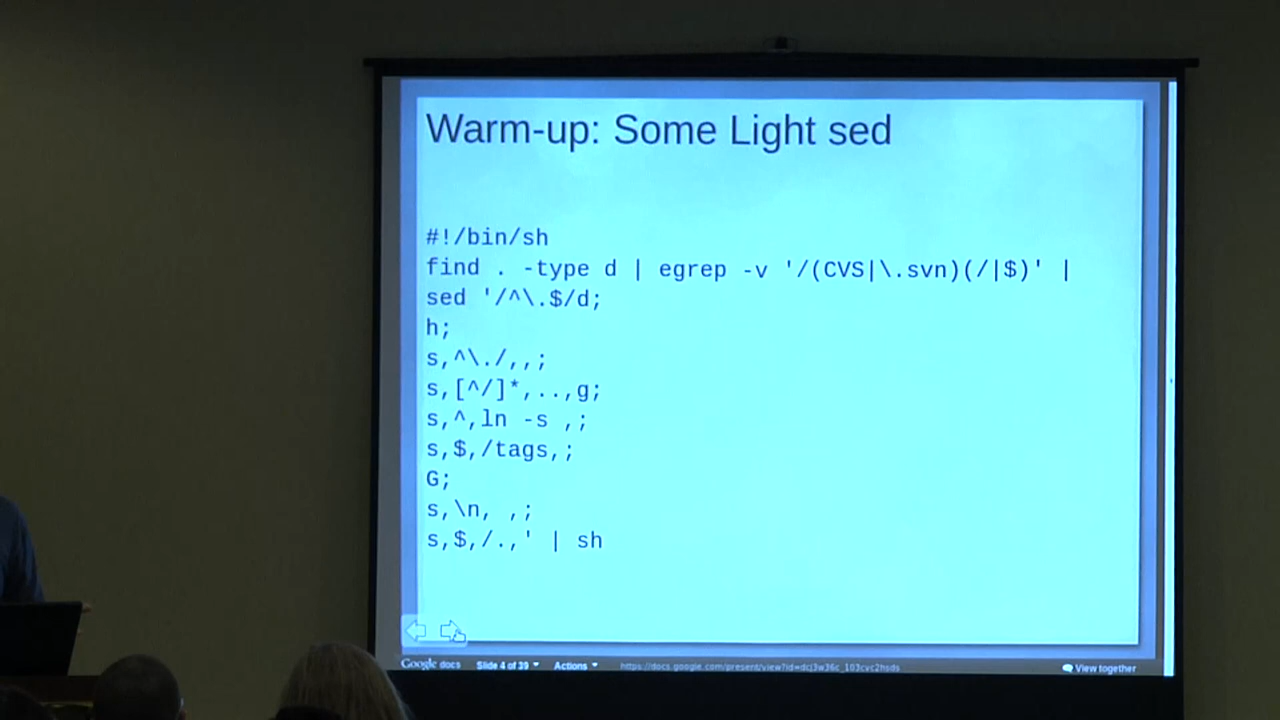 Warm-up: Some Light sed
#!/bin/sh
find . -type d | egrep -v '/(CVS|\.svn)(/|$)' |
sed '/^\.$/d;
h;
s,^\./,,;
s,[^/]*,..,g;
s,^,ln -s ,;
s,$,/tags,;
G;
s,\n, ,;
s,$,/.,' | sh
Google docs Slide 4 of 39 Actions View together